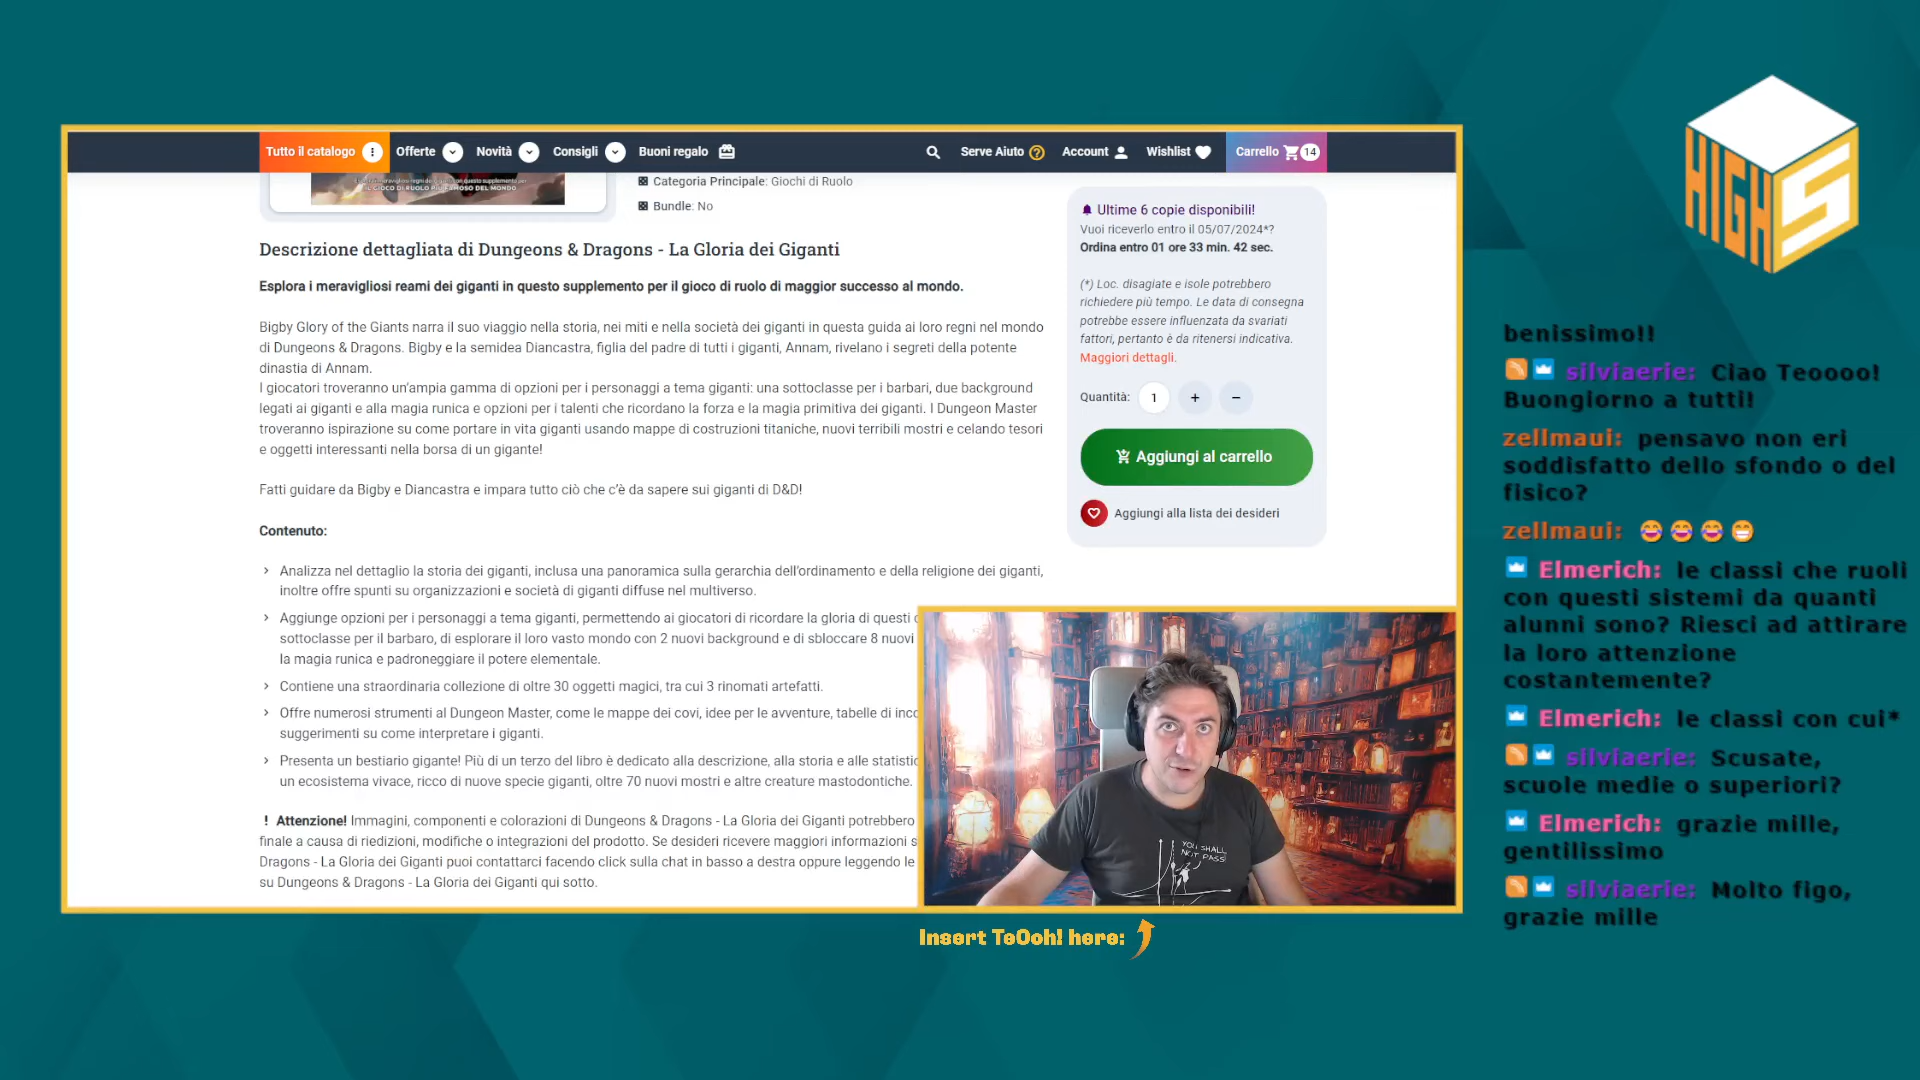 Tutto il catalogo
Offerte
Novità
Consigli
Buoni regalo
Serve Aiuto
Account
Wishlist
Carrello 14
IL GIOCO DI RUOLO PIÙ FAMOSO DEL MONDO
Categoria Principale: Giochi di Ruolo
Bundle: No
Descrizione dettagliata di Dungeons & Dragons - La Gloria dei Giganti
Esplora i meravigliosi reami dei giganti in questo supplemento per il gioco di ruolo di maggior successo al mondo.
Bigby Glory of the Giants narra il suo viaggio nella storia, nei miti e nella società dei giganti in questa guida ai loro regni nel mondo
di Dungeons & Dragons. Bigby e la semidea Diancastra, figlia del padre di tutti i giganti, Annam, rivelano i segreti della potente
dinastia di Annam.
I giocatori troveranno un'ampia gamma di opzioni per i personaggi a tema giganti: una sottoclasse per i barbari, due background
legati ai giganti e alla magia runica e opzioni per i talenti che ricordano la forza e la magia primitiva dei giganti. I Dungeon Master
troveranno ispirazione su come portare in vita giganti usando mappe di costruzioni titaniche, nuovi terribili mostri e celando tesori
e oggetti interessanti nella borsa di un gigante!
Fatti guidare da Bigby e Diancastra e impara tutto ciò che c'è da sapere sui giganti di D&D!
Contenuto:
Analizza nel dettaglio la storia dei giganti, inclusa una panoramica sulla gerarchia dell'ordinamento e della religione dei giganti,
inoltre offre spunti su organizzazioni e società di giganti diffuse nel multiverso.
Aggiunge opzioni per i personaggi a tema giganti, permettendo ai giocatori di ricordare la gloria di questi
sottoclasse per il barbaro, di esplorare il loro vasto mondo con 2 nuovi background e di sbloccare 8 nuovi
la magia runica e padroneggiare il potere elementale.
Contiene una straordinaria collezione di oltre 30 oggetti magici, tra cui 3 rinomati artefatti.
Offre numerosi strumenti al Dungeon Master, come le mappe dei covi, idee per le avventure, tabelle di inco
suggerimenti su come interpretare i giganti.
Presenta un bestiario gigante! Più di un terzo del libro è dedicato alla descrizione, alla storia e alle statistic
un ecosistema vivace, ricco di nuove specie giganti, oltre 70 nuovi mostri e altre creature mastodontiche.
! Attenzione! Immagini, componenti e colorazioni di Dungeons & Dragons - La Gloria dei Giganti potrebbero
finale a causa di riedizioni, modifiche o integrazioni del prodotto. Se desideri ricevere maggiori informazioni s
Dragons - La Gloria dei Giganti puoi contattarci facendo click sulla chat in basso a destra oppure leggendo le
su Dungeons & Dragons - La Gloria dei Giganti qui sotto.
Ultime 6 copie disponibili!
Vuoi riceverlo entro il 05/07/2024*?
Ordina entro 01 ore 33 min. 42 sec.
(*) Loc. disagiate e isole potrebbero
richiedere più tempo. Le data di consegna
potrebbe essere influenzata da svariati
fattori, pertanto è da ritenersi indicativa.
Maggiori dettagli.
Quantità: 1 + −
Aggiungi al carrello
Aggiungi alla lista dei desideri
YOU SHALL
NOT PASS
Insert TeOoh! here:
HIGH 5
benissimo!!
silviaerie: Ciao Teoooo!
Buongiorno a tutti!
zellmaui: pensavo non eri
soddisfatto dello sfondo o del
fisico?
zellmaui: 😂😂😂😁
Elmerich: le classi che ruoli
con questi sistemi da quanti
alunni sono? Riesci ad attirare
la loro attenzione
costantemente?
Elmerich: le classi con cui*
silviaerie: Scusate,
scuole medie o superiori?
Elmerich: grazie mille,
gentilissimo
silviaerie: Molto figo,
grazie mille